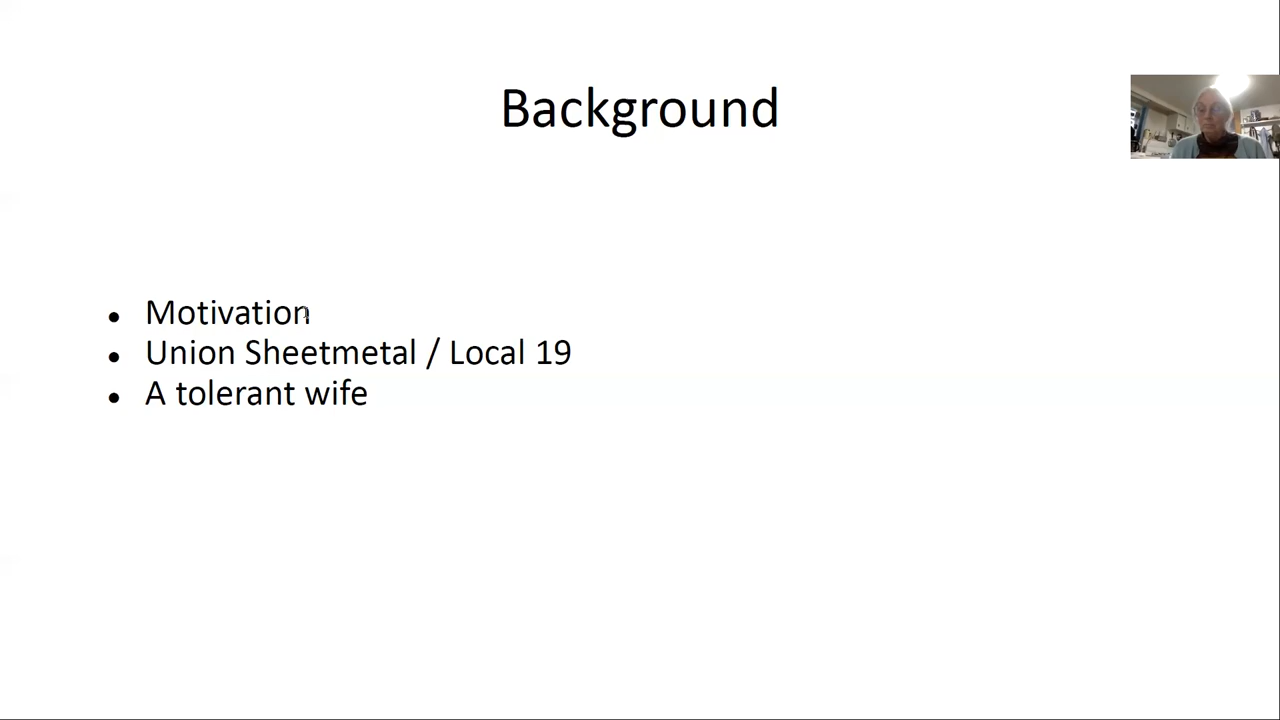 Background
• Motivation
• Union Sheetmetal / Local 19
• A tolerant wife